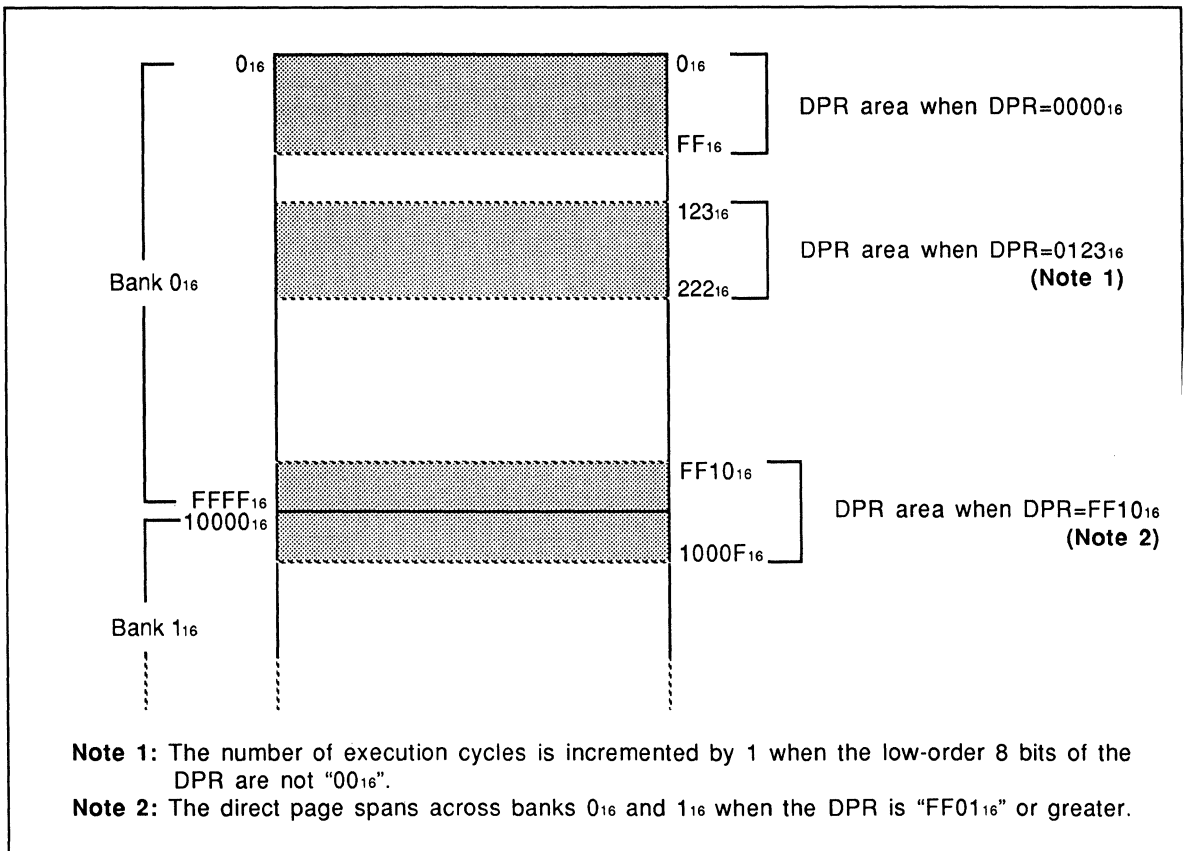 0₁₆
0₁₆
DPR area when DPR=0000₁₆
FF₁₆
123₁₆
DPR area when DPR=0123₁₆
(Note 1)
Bank 0₁₆
222₁₆
FF10₁₆
FFFF₁₆
10000₁₆
DPR area when DPR=FF10₁₆
(Note 2)
1000F₁₆
Bank 1₁₆
Note 1: The number of execution cycles is incremented by 1 when the low-order 8 bits of the
DPR are not “00₁₆”.
Note 2: The direct page spans across banks 0₁₆ and 1₁₆ when the DPR is “FF01₁₆” or greater.